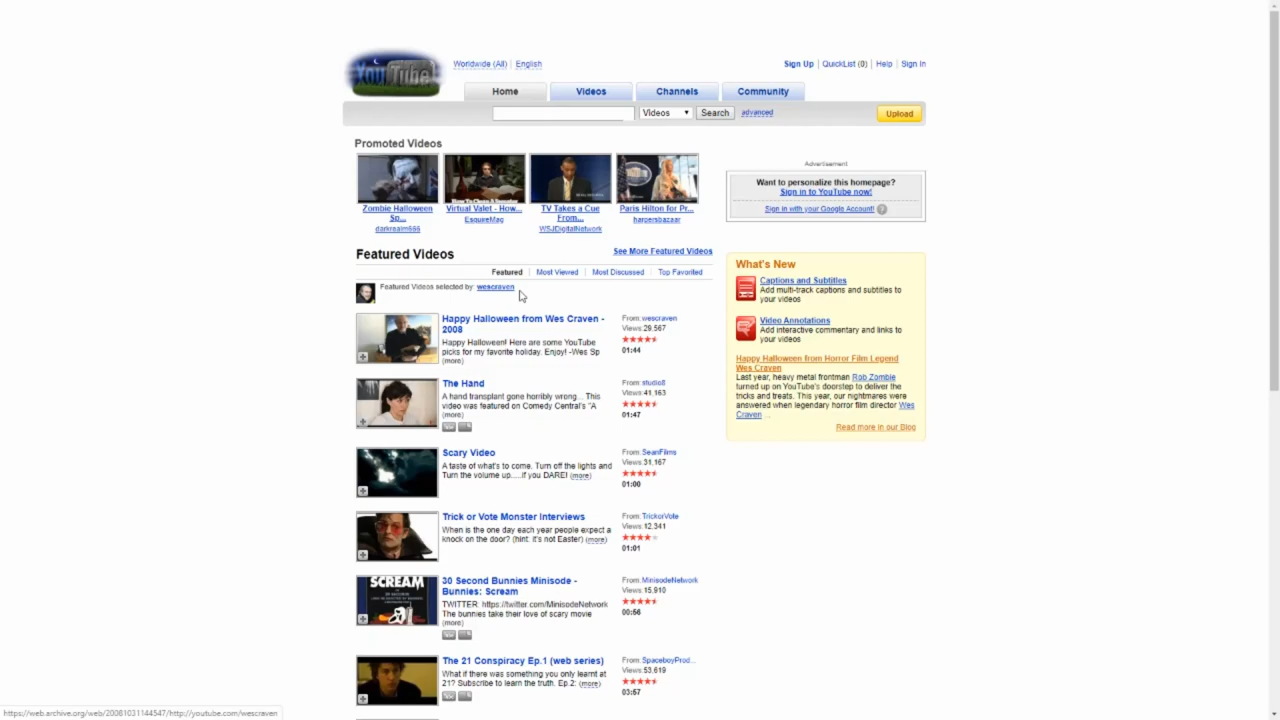 YouTube
Worldwide (All) | English
Sign Up | QuickList (0) | Help | Sign In
Home
Videos
Channels
Community
Videos
Search
advanced
Upload
Promoted Videos
Zombie Halloween
Sp...
darkrealm666
Virtual Valet - How...
EsquireMag
TV Takes a Cue
From...
WSJDigitalNetwork
Paris Hilton for Pr...
harpersbazaar
Advertisement
Want to personalize this homepage?
Sign in to YouTube now!
Sign in with your Google Account!
Featured Videos
See More Featured Videos
Featured | Most Viewed | Most Discussed | Top Favorited
Featured Videos selected by: wescraven
Happy Halloween from Wes Craven -
2008
Happy Halloween! Here are some YouTube
picks for my favorite holiday. Enjoy! -Wes Sp
(more)
From: wescraven
Views: 29,567
01:44
The Hand
A hand transplant gone horribly wrong... This
video was featured on Comedy Central's "A
(more)
From: studio8
Views: 41,163
01:47
Scary Video
A taste of what's to come. Turn off the lights and
Turn the volume up.....if you DARE! (more)
From: SeanFilms
Views: 31,167
01:00
Trick or Vote Monster Interviews
When is the one day each year people expect a
knock on the door? (hint: it's not Easter) (more)
From: TrickorVote
Views: 12,341
01:01
SCREAM
30 Second Bunnies Minisode -
Bunnies: Scream
TWITTER: https://twitter.com/MinisodeNetwork
The bunnies take their love of scary movie
(more)
From: MinisodeNetwork
Views: 15,910
00:56
The 21 Conspiracy Ep.1 (web series)
What if there was something you only learnt at
21? Subscribe to learn the truth. Ep.2: (more)
From: SpaceboyProd...
Views: 53,619
03:57
What's New
Captions and Subtitles
Add multi-track captions and subtitles to
your videos
Video Annotations
Add interactive commentary and links to
your videos
Happy Halloween from Horror Film Legend
Wes Craven
Last year, heavy metal frontman Rob Zombie
turned up on YouTube's doorstep to deliver the
tricks and treats. This year, our nightmares were
answered when legendary horror film director Wes
Craven ...
Read more in our Blog
https://web.archive.org/web/20081031144547/http://youtube.com/wescraven